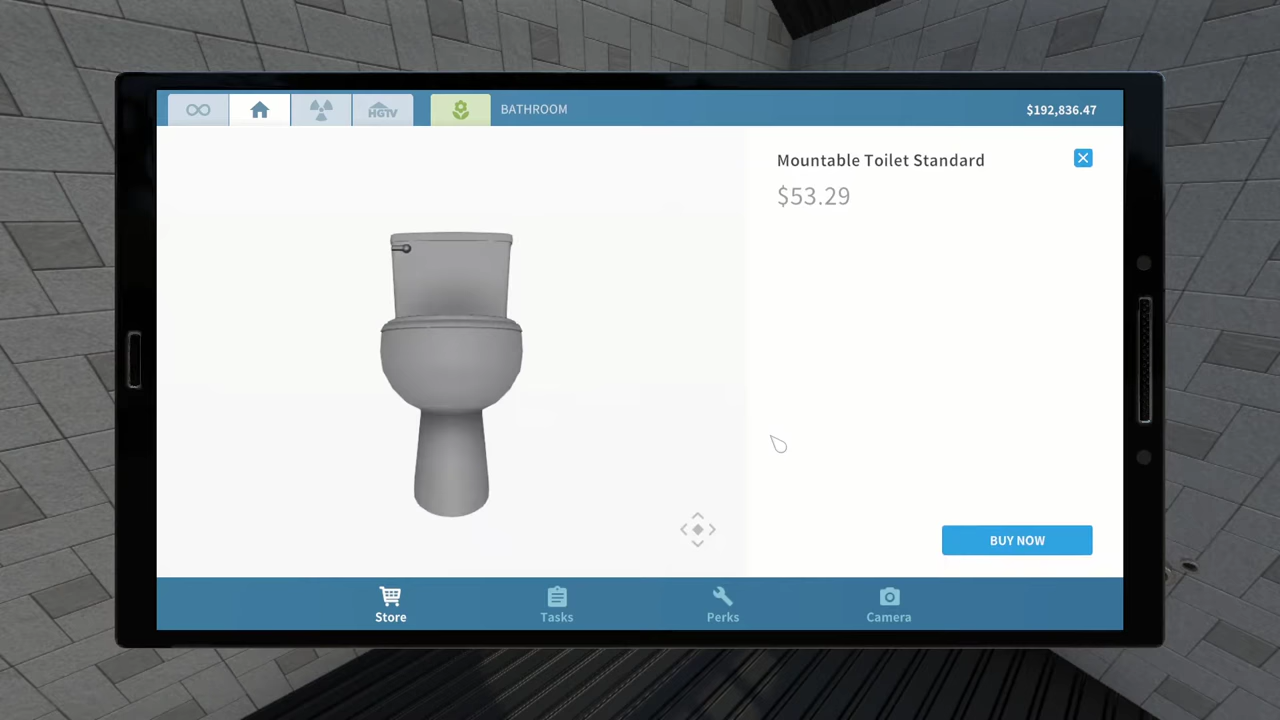 HGTV
BATHROOM
$192,836.47
Mountable Toilet Standard
$53.29
BUY NOW
Store
Tasks
Perks
Camera